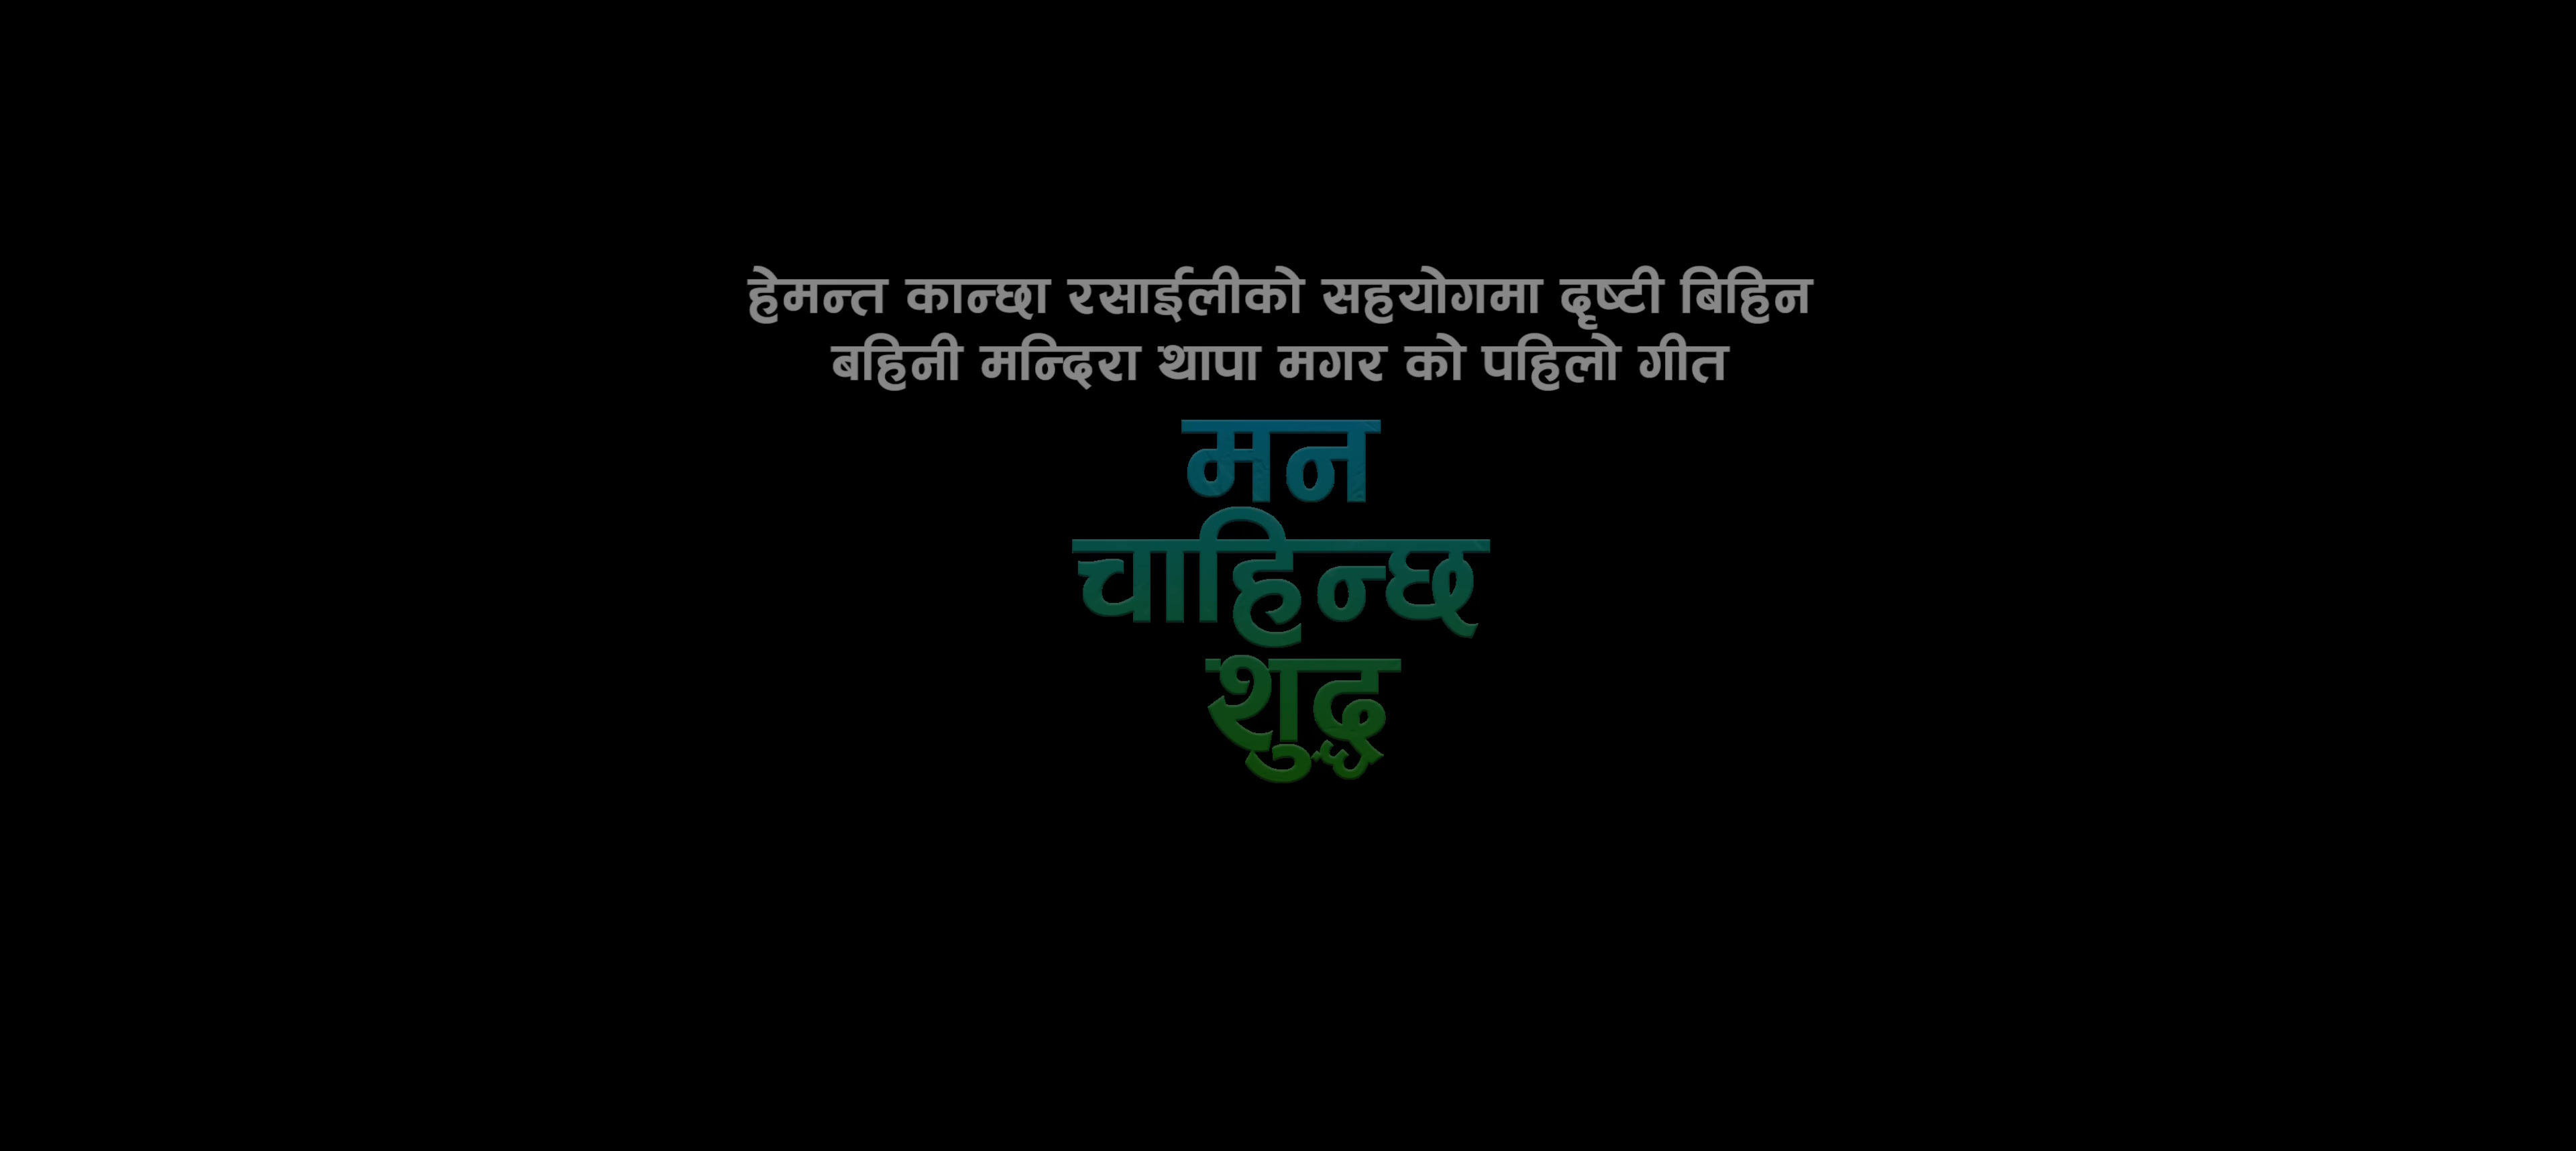 हेमन्त कान्छा रसाईलीको सहयोगमा दृष्टी बिहिन
बहिनी मन्दिरा थापा मगर को पहिलो गीत
मन
चाहिन्छ
शुद्ध